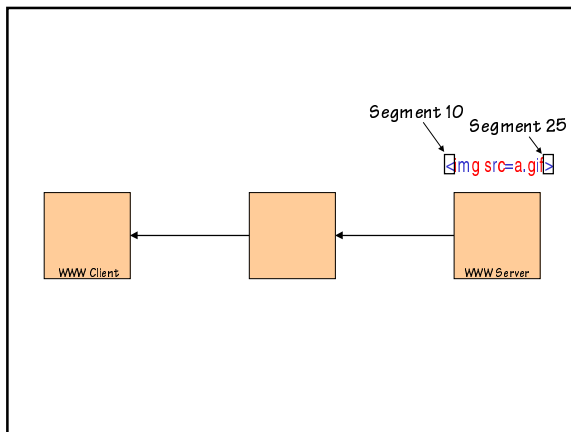 Segment 10
Segment 25
<img src=a.gif>
WWW Client
WWW Server